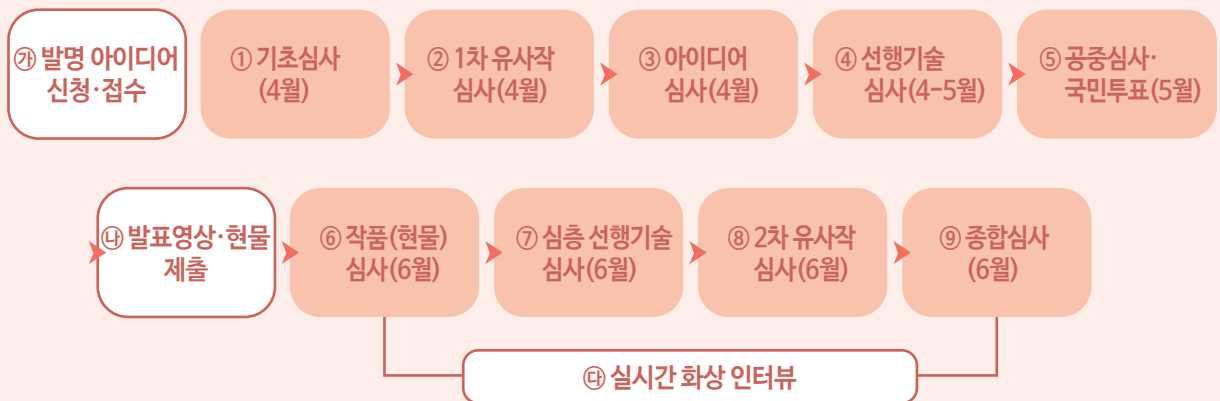 ㉮ 발명 아이디어
신청·접수
① 기초심사
(4월)
② 1차 유사작
심사(4월)
③ 아이디어
심사(4월)
④ 선행기술
심사(4-5월)
⑤ 공중심사·
국민투표(5월)
㉯ 발표영상·현물
제출
⑥ 작품(현물)
심사(6월)
⑦ 심층 선행기술
심사(6월)
⑧ 2차 유사작
심사(6월)
⑨ 종합심사
(6월)
㉰ 실시간 화상 인터뷰